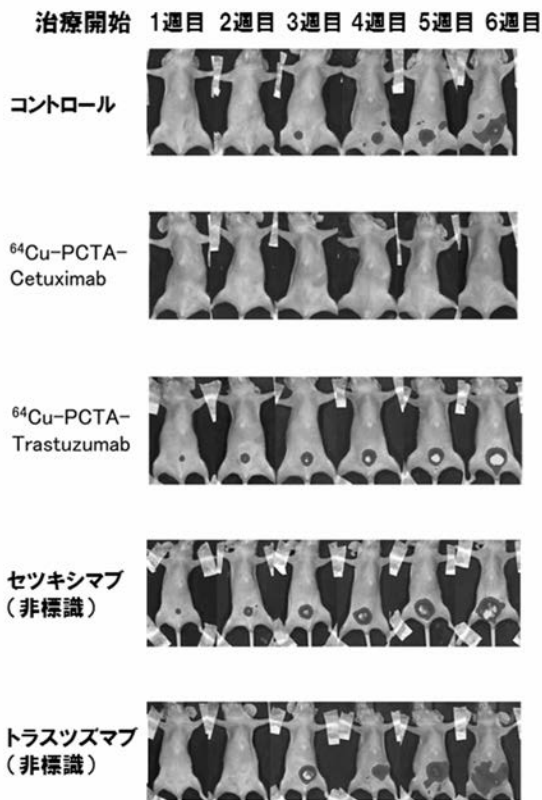 治療開始 1週目 2週目 3週目 4週目 5週目 6週目
コントロール
⁶⁴Cu-PCTA-
Cetuximab
⁶⁴Cu-PCTA-
Trastuzumab
セツキシマブ
（非標識）
トラスツズマブ
（非標識）